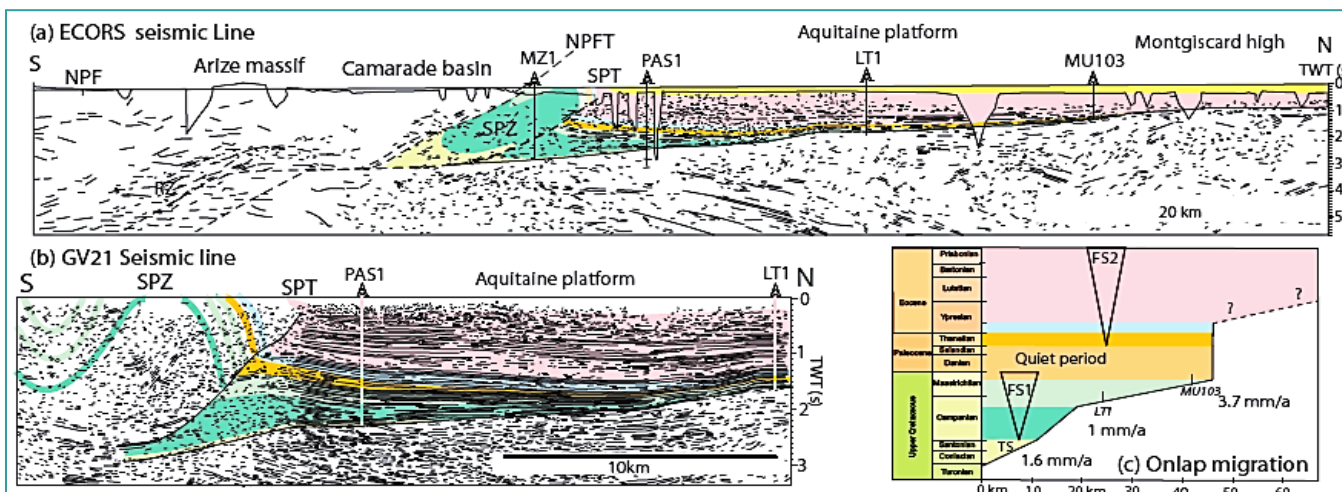 (a) ECORS seismic Line
NPFT
Aquitaine platform
Montgiscard high
S
NPF
Arize massif
Camarade basin
MZ1
SPT
PAS1
LT1
MU103
N
TWT (s)
0
1
2
3
4
5
SPZ
20 km
(b) GV21 Seismic line
S
SPZ
SPT
PAS1
Aquitaine platform
LT1
N
0
1
2
3
TWT(s)
10km
Eocene
Paleocene
Upper Cretaceous
Priabonian
Bartonian
Lutetian
Ypresian
Thanetian
Selandian
Danian
Maastrichtian
Campanian
Santonian
Coniacian
Turonian
FS2
? ?
Quiet period
FS1
LT1
MU103
3.7 mm/a
1 mm/a
TS
1.6 mm/a
(c) Onlap migration
0 km 10 20 km 30 40 50 60